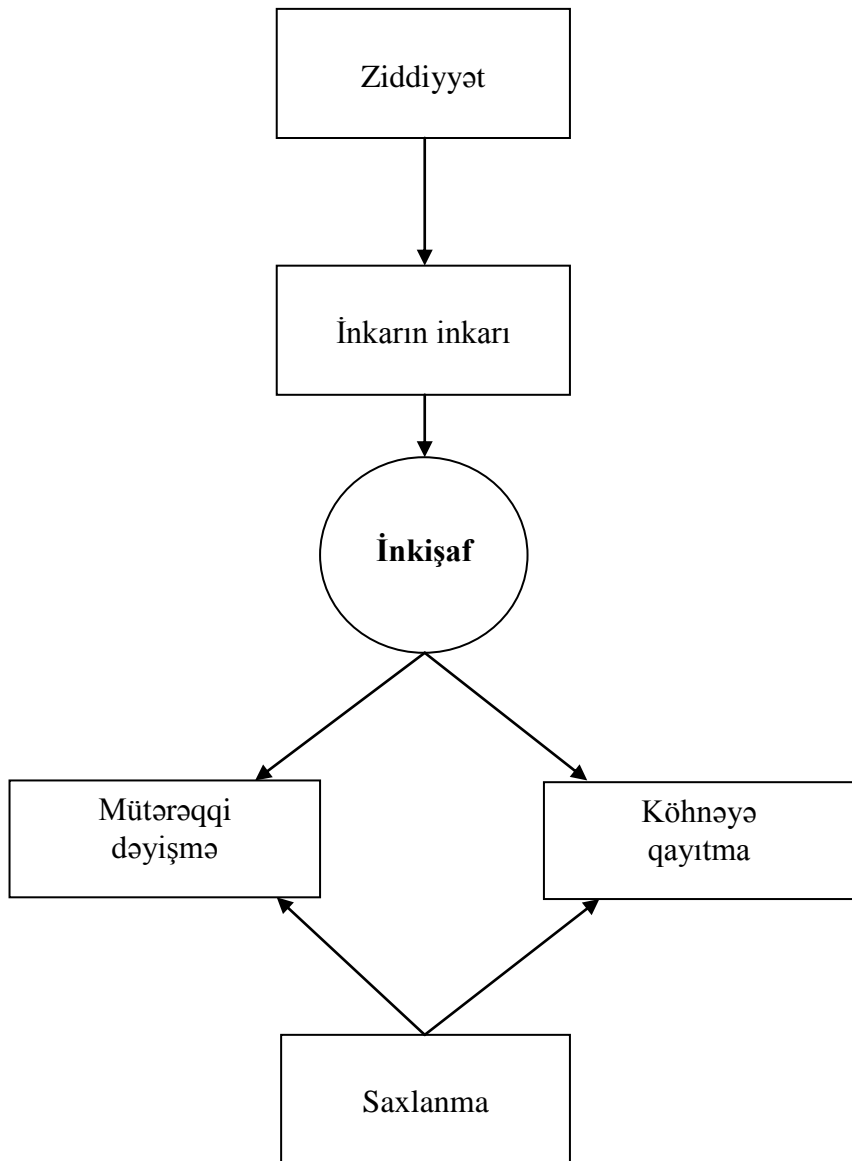 Ziddiyyət
İnkarın inkarı
İnkişaf
Mütərəqqi
dəyişmə
Köhnəyə
qayıtma
Saxlanma